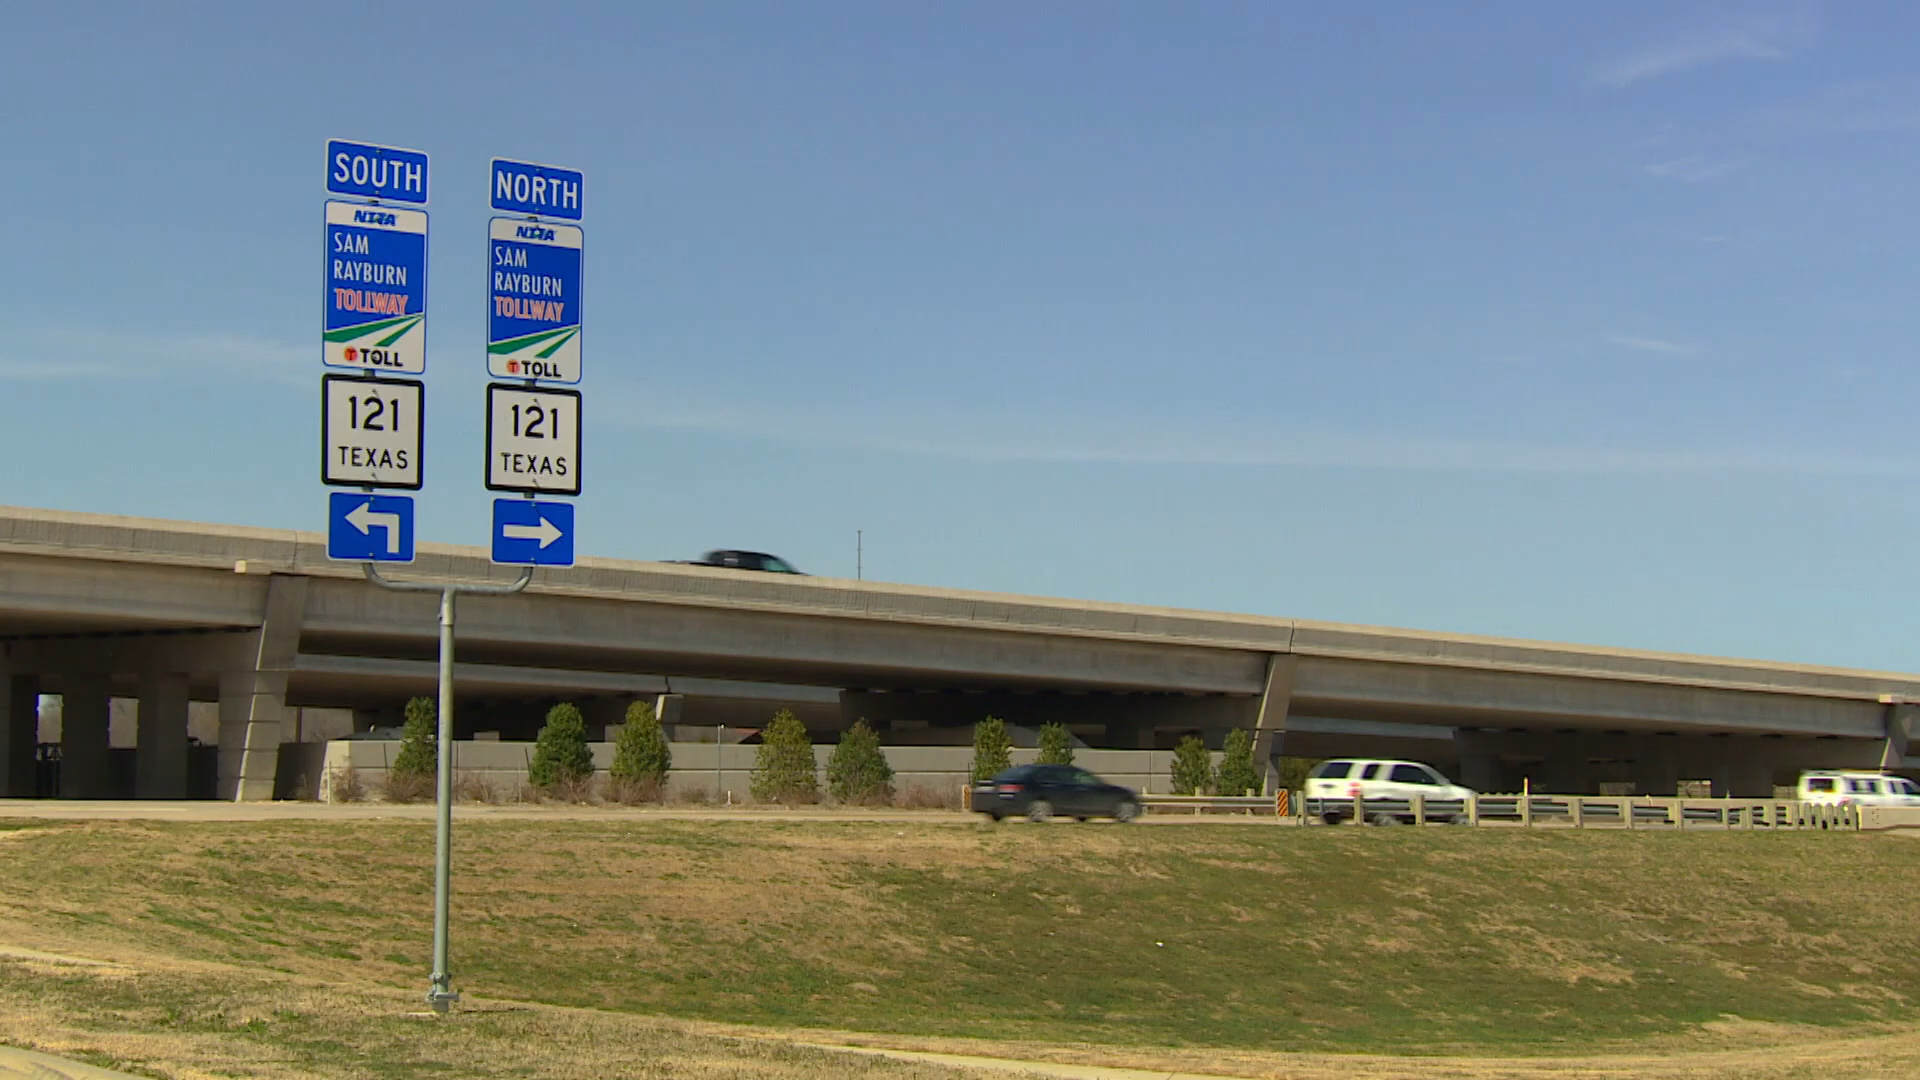 SOUTH
NTTA
SAM
RAYBURN
TOLLWAY
T TOLL
121
TEXAS
NORTH
NTTA
SAM
RAYBURN
TOLLWAY
T TOLL
121
TEXAS